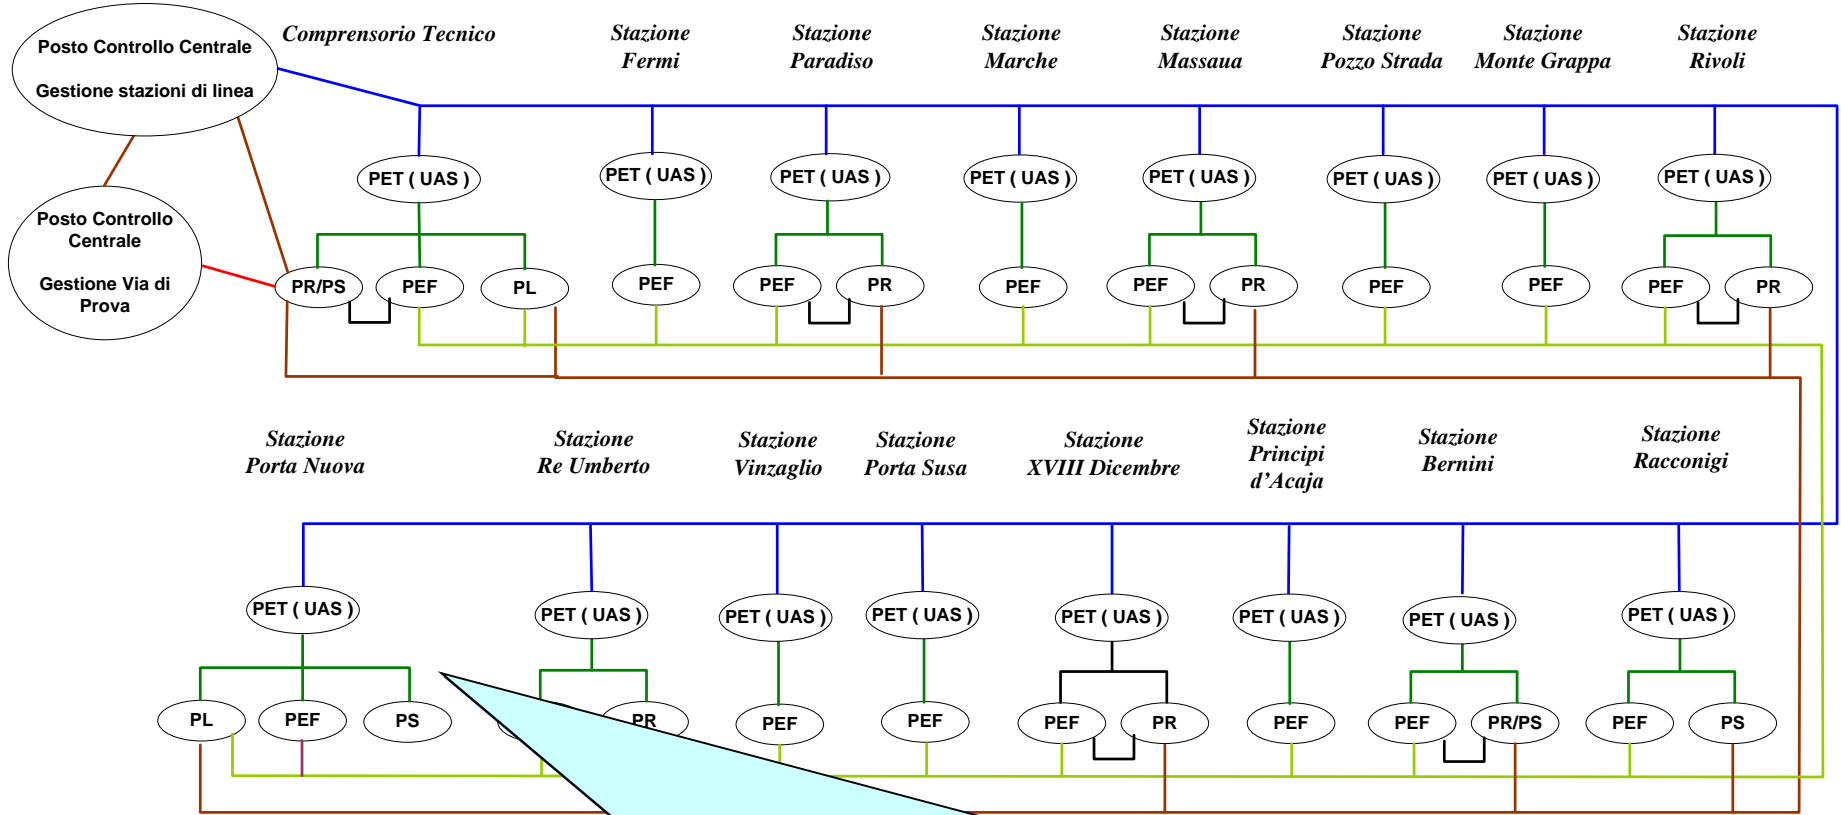 Posto Controllo Centrale
Gestione stazioni di linea
Comprensorio Tecnico
Stazione
Fermi
Stazione
Paradiso
Stazione
Marche
Stazione
Massaua
Stazione
Pozzo Strada
Stazione
Monte Grappa
Stazione
Rivoli
PET ( UAS )
PET ( UAS )
PET ( UAS )
PET ( UAS )
PET ( UAS )
PET ( UAS )
PET ( UAS )
PET ( UAS )
Posto Controllo
Centrale
Gestione Via di
Prova
PR/PS
PEF
PL
PEF
PEF
PR
PEF
PEF
PR
PEF
PEF
PEF
PR
Stazione
Porta Nuova
Stazione
Re Umberto
Stazione
Vinzaglio
Stazione
Porta Susa
Stazione
XVIII Dicembre
Stazione
Principi
d'Acaja
Stazione
Bernini
Stazione
Racconigi
PET ( UAS )
PET ( UAS )
PET ( UAS )
PET ( UAS )
PET ( UAS )
PET ( UAS )
PET ( UAS )
PET ( UAS )
PL
PEF
PS
PR
PEF
PEF
PEF
PR
PEF
PEF
PR/PS
PEF
PS